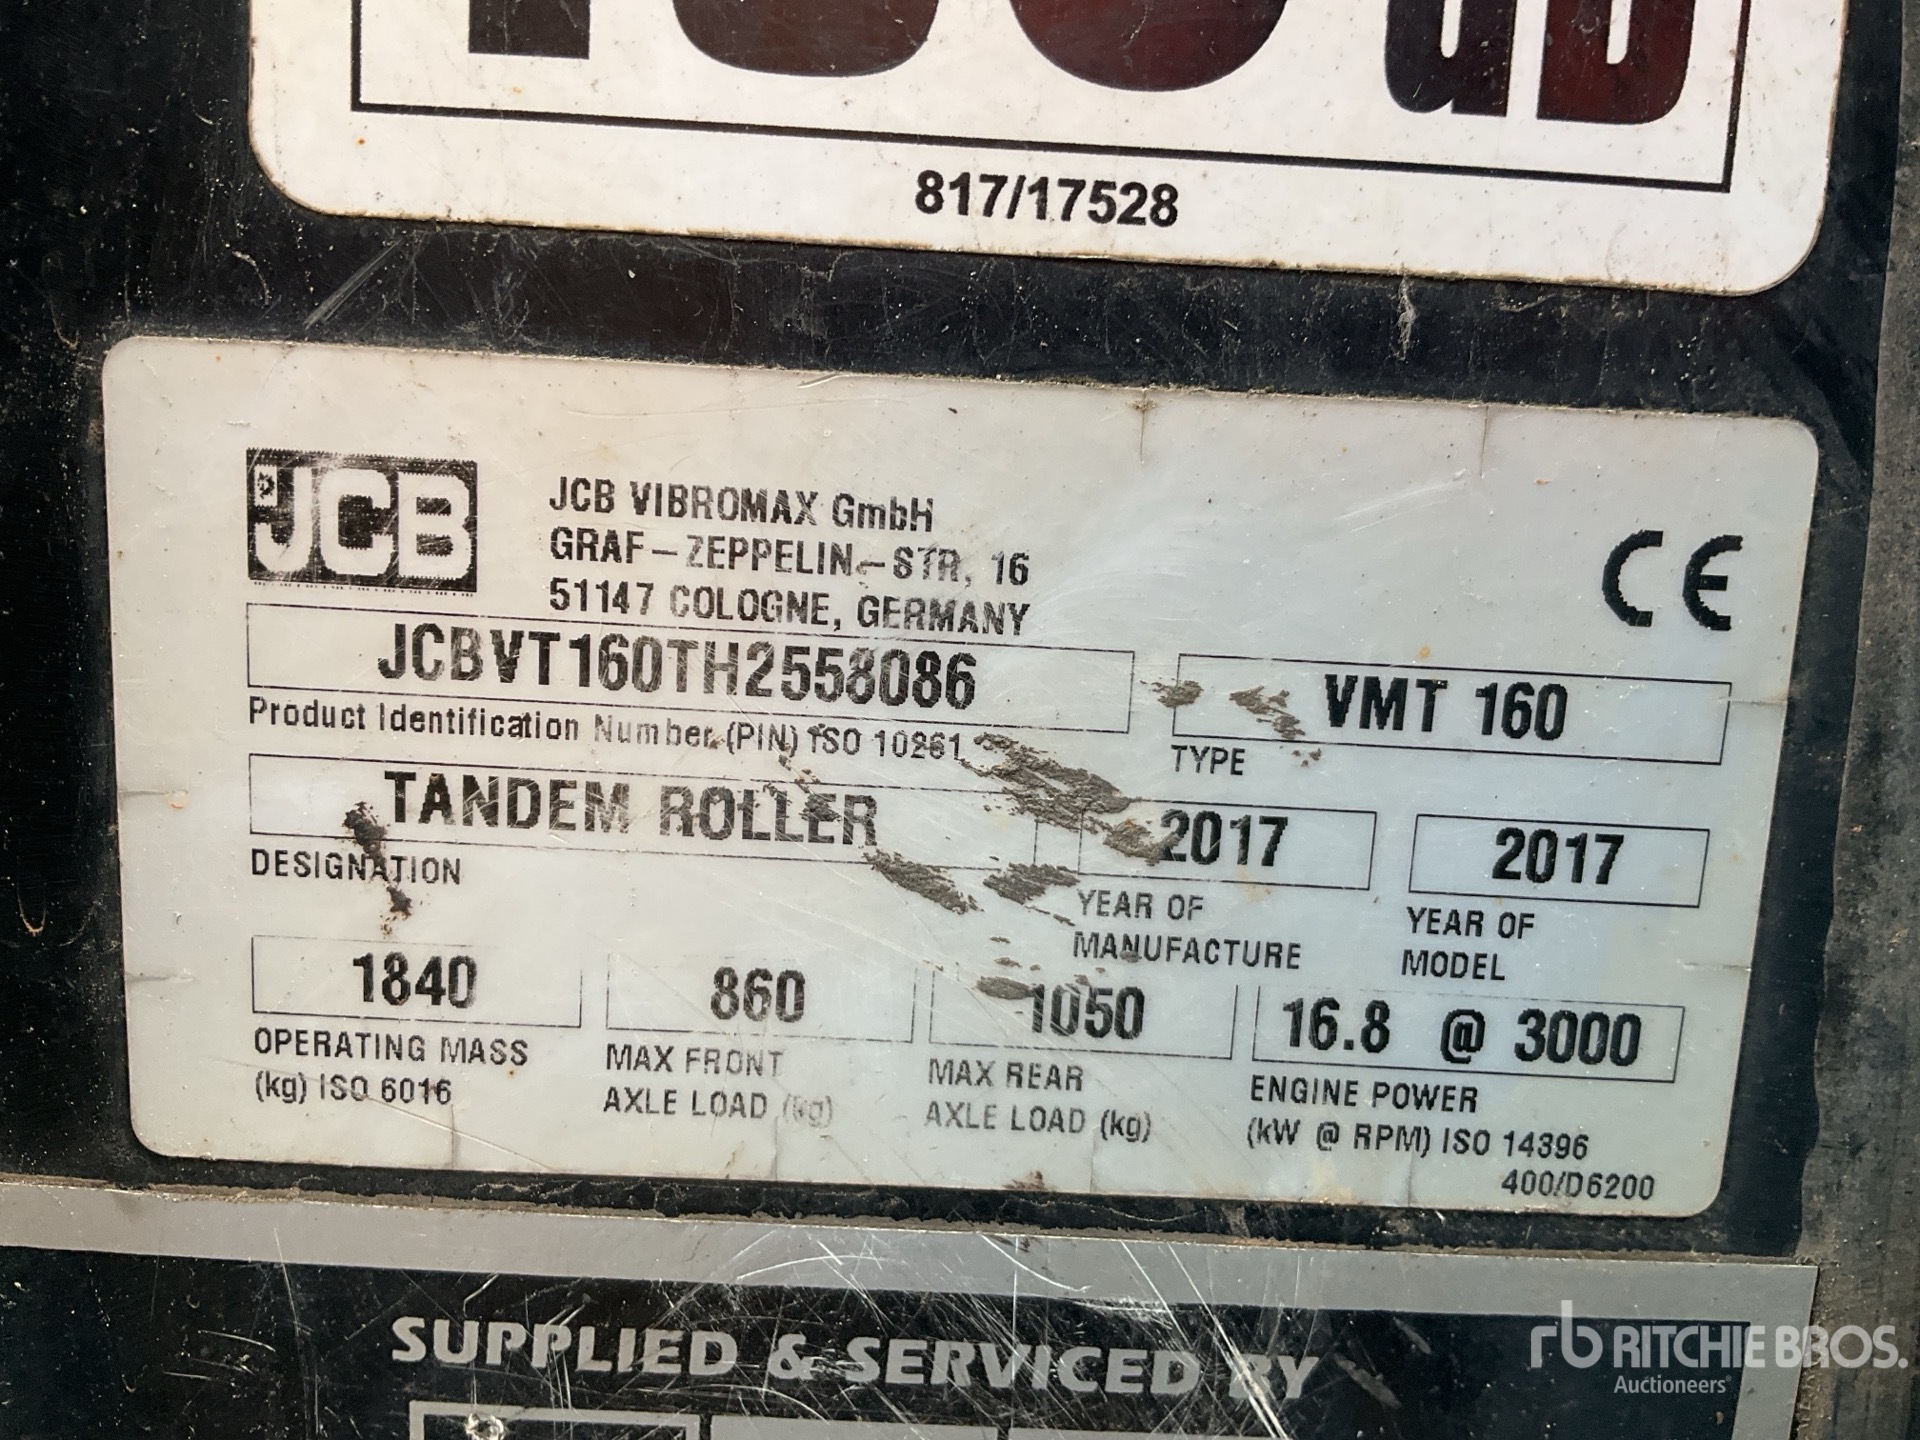 dB
817/17528
JCB
JCB VIBROMAX GmbH
GRAF-ZEPPELIN-STR, 16
51147 COLOGNE, GERMANY
CE
JCBVT160TH2558086
Product Identification Number (PIN) ISO 10261
VMT 160
TYPE
TANDEM ROLLER
DESIGNATION
2017
YEAR OF
MANUFACTURE
2017
YEAR OF
MODEL
1840
OPERATING MASS
(kg) ISO 6016
860
MAX FRONT
AXLE LOAD (kg)
1050
MAX REAR
AXLE LOAD (kg)
16.8 @ 3000
ENGINE POWER
(kW @ RPM) ISO 14396
400/D6200
SUPPLIED & SERVICED BY
rb RITCHIE BROS.
Auctioneers